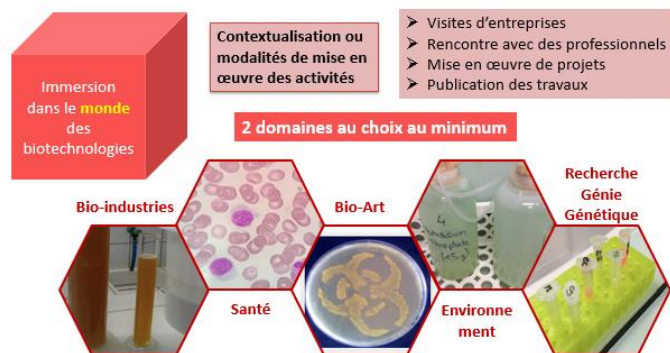 Immersion
dans le monde
des
biotechnologies
Contextualisation ou
modalités de mise en
œuvre des activités
➤ Visites d'entreprises
➤ Rencontre avec des professionnels
➤ Mise en œuvre de projets
➤ Publication des travaux
2 domaines au choix au minimum
Bio-industries
Santé
Bio-Art
Environne
ment
Recherche
Génie
Génétique
4